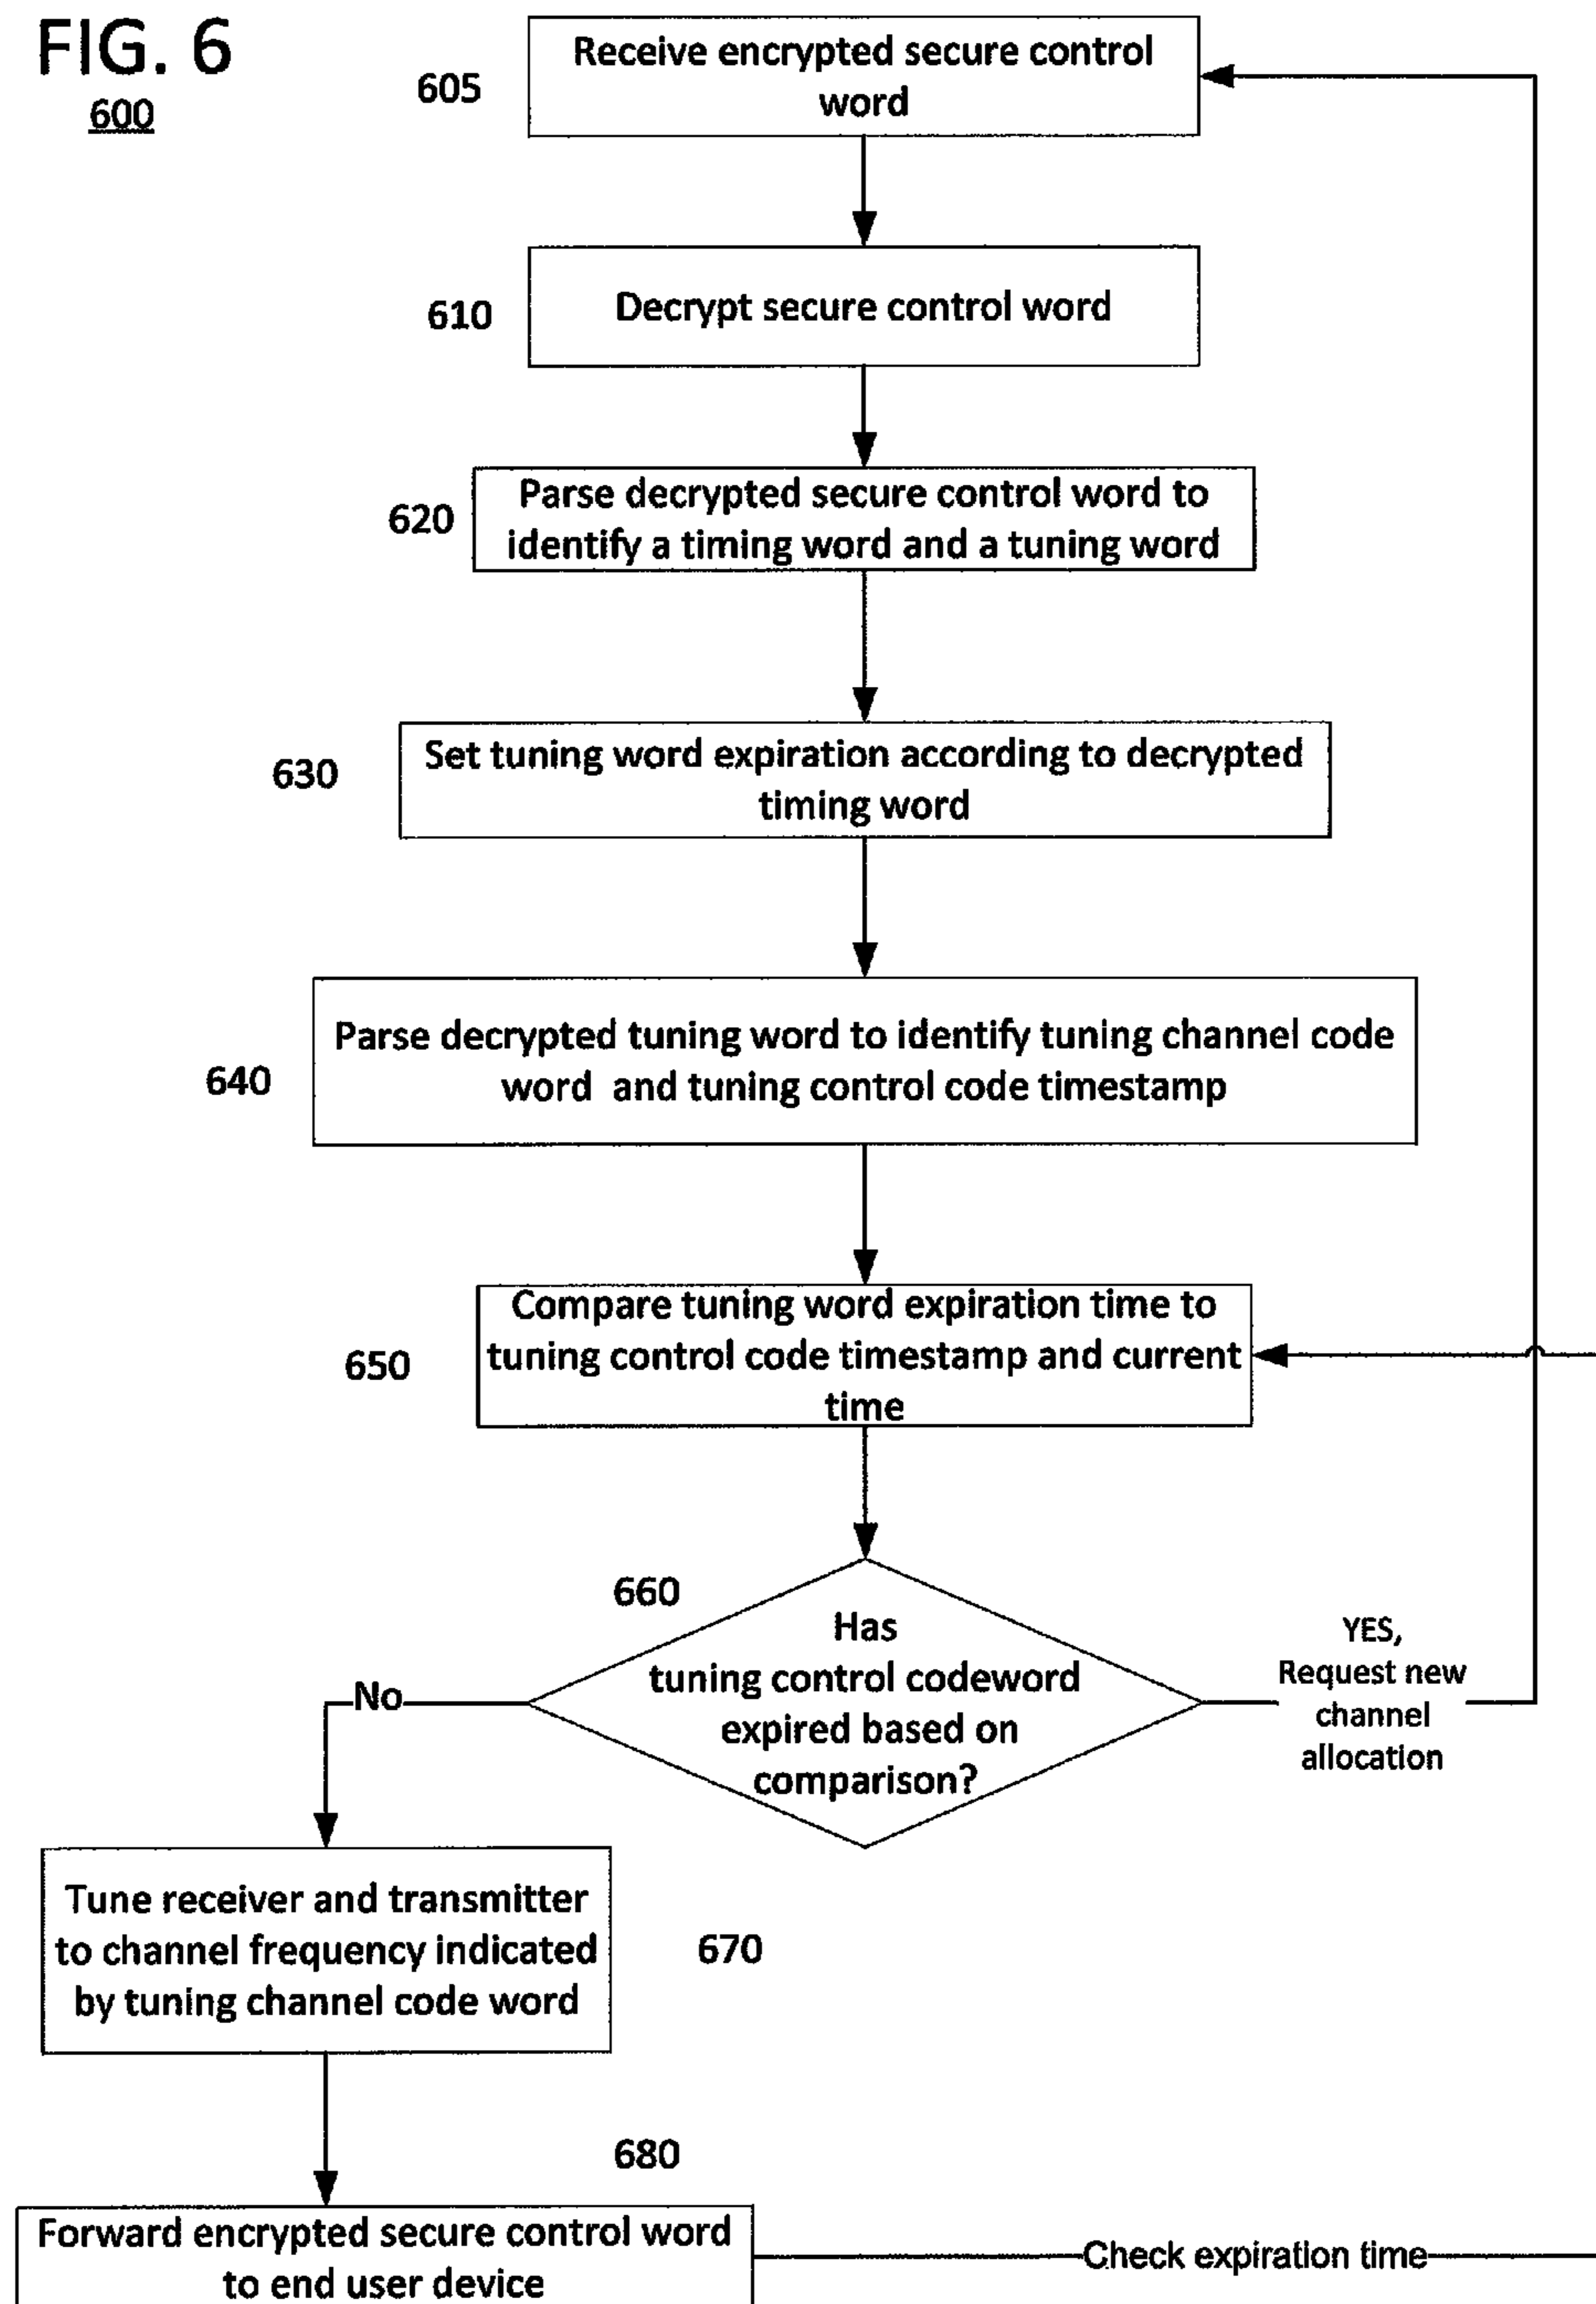 FIG. 6
600
605
Receive encrypted secure control
word
610
Decrypt secure control word
620
Parse decrypted secure control word to
identify a timing word and a tuning word
630
Set tuning word expiration according to decrypted
timing word
640
Parse decrypted tuning word to identify tuning channel code
word and tuning control code timestamp
650
Compare tuning word expiration time to
tuning control code timestamp and current
time
660
Has
tuning control codeword
expired based on
comparison?
No
YES,
Request new
channel
allocation
Tune receiver and transmitter
to channel frequency indicated
by tuning channel code word
670
680
Forward encrypted secure control word
to end user device
Check expiration time